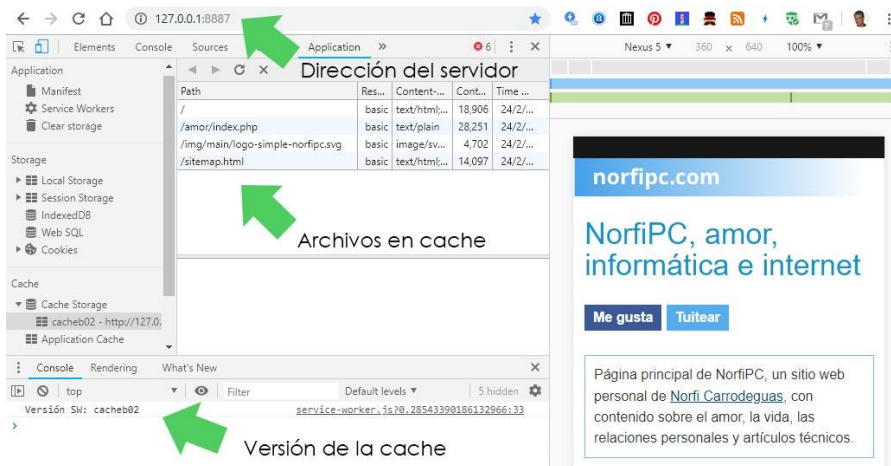 127.0.0.1:8887
Elements Console Sources Application » 6
Nexus 5 ▼ 360 x 640 100% ▼
Dirección del servidor
Application
Manifest
Service Workers
Clear storage
Storage
Local Storage
Session Storage
IndexedDB
Web SQL
Cookies
Cache
Cache Storage
cacheb02 - http://127.0.
Application Cache
Path Res... Content-... Cont... Time ...
/ basic text/html;... 18,906 24/2/...
/amor/index.php basic text/plain 28,251 24/2/...
/img/main/logo-simple-norfipc.svg basic image/sv... 4,702 24/2/...
/sitemap.html basic text/html;... 14,097 24/2/...
Archivos en cache
Console Rendering What's New
top Filter Default levels ▼ 5 hidden
Versión SW: cacheb02 service-worker.js?0.28543390186132966:33
Versión de la cache
norfipc.com
NorfiPC, amor,
informática e internet
Me gusta Tuitear
Página principal de NorfiPC, un sitio web
personal de Norfi Carrodeguas, con
contenido sobre el amor, la vida, las
relaciones personales y artículos técnicos.